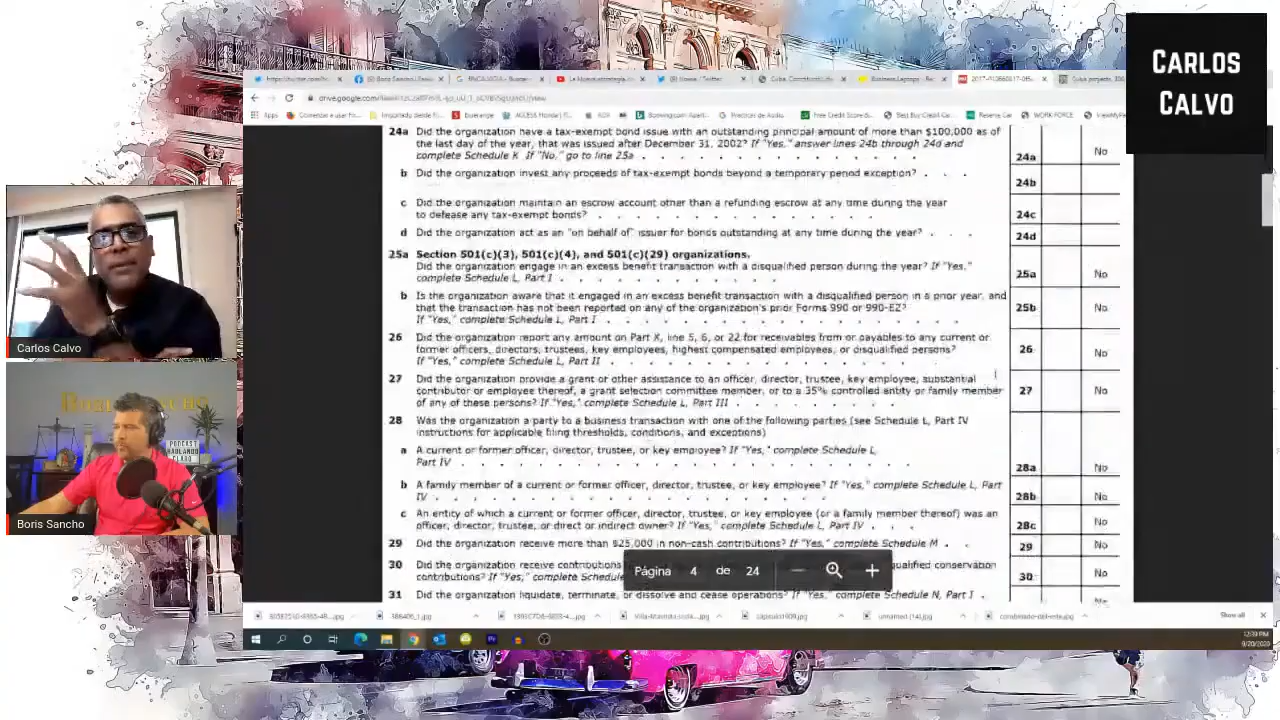 CARLOS
CALVO
24a Did the organization have a tax-exempt bond issue with an outstanding principal amount of more than $100,000 as of
the last day of the year, that was issued after December 31, 2002? If "Yes," answer lines 24b through 24d and
complete Schedule K If "No," go to line 25a . . . . . . . . . . . 24a No
b Did the organization invest any proceeds of tax-exempt bonds beyond a temporary period exception? . . . 24b
c Did the organization maintain an escrow account other than a refunding escrow at any time during the year
to defease any tax-exempt bonds? . . . . . . . . . . . 24c
d Did the organization act as an "on behalf of" issuer for bonds outstanding at any time during the year? . . 24d
25a Section 501(c)(3), 501(c)(4), and 501(c)(29) organizations.
Did the organization engage in an excess benefit transaction with a disqualified person during the year? If "Yes,"
complete Schedule L, Part I . . . . . . . . 25a No
b Is the organization aware that it engaged in an excess benefit transaction with a disqualified person in a prior year, and
that the transaction has not been reported on any of the organization's prior Forms 990 or 990-EZ? 25b No
If "Yes," complete Schedule L, Part I . . . . . . . . . . . . .
26 Did the organization report any amount on Part X, line 5, 6, or 22 for receivables from or payables to any current or
former officers, directors, trustees, key employees, highest compensated employees, or disqualified persons? 26 No
If "Yes," complete Schedule L, Part II . . . . . . . . . . . .
27 Did the organization provide a grant or other assistance to an officer, director, trustee, key employee, substantial
contributor or employee thereof, a grant selection committee member, or to a 35% controlled entity or family member 27 No
of any of these persons? If "Yes," complete Schedule L, Part III . . . . . . .
28 Was the organization a party to a business transaction with one of the following parties (see Schedule L, Part IV
instructions for applicable filing thresholds, conditions, and exceptions)
a A current or former officer, director, trustee, or key employee? If "Yes," complete Schedule L,
Part IV . . . . . . . . . . . . . . . . . 28a No
b A family member of a current or former officer, director, trustee, or key employee? If "Yes," complete Schedule L, Part
IV . . . . . . . . . . . . . . . . 28b No
c An entity of which a current or former officer, director, trustee, or key employee (or a family member thereof) was an
officer, director, trustee, or direct or indirect owner? If "Yes," complete Schedule L, Part IV . . . 28c No
29 Did the organization receive more than $25,000 in non-cash contributions? If "Yes," complete Schedule M . . 29 No
30 Did the organization receive contributions qualified conservation
contributions? If "Yes," complete Schedule 30 No
31 Did the organization liquidate, terminate, or dissolve and cease operations? If "Yes," complete Schedule N, Part I .
Página 4 de 24
Carlos Calvo
BORIS SANCHO
PODCAST
HABLANDO
CLARO
Boris Sancho
Show all
12:39 PM